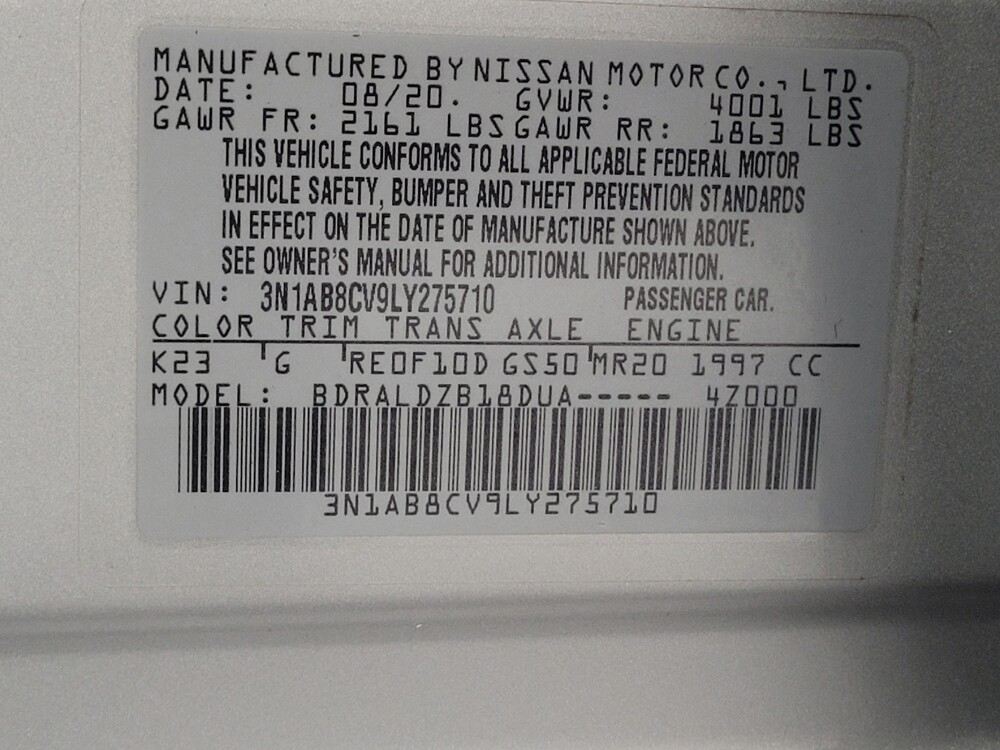 MANUFACTURED BY NISSAN MOTOR CO., LTD.
DATE: 08/20. GVWR: 4001 LBS
GAWR FR: 2161 LBS GAWR RR: 1863 LBS
THIS VEHICLE CONFORMS TO ALL APPLICABLE FEDERAL MOTOR
VEHICLE SAFETY, BUMPER AND THEFT PREVENTION STANDARDS
IN EFFECT ON THE DATE OF MANUFACTURE SHOWN ABOVE.
SEE OWNER'S MANUAL FOR ADDITIONAL INFORMATION.
VIN: 3N1AB8CV9LY275710 PASSENGER CAR.
COLOR TRIM TRANS AXLE ENGINE
K23 G RE0F10D GS50 MR20 1997 CC
MODEL: BDRALDZB18DUA----- 4Z000
3N1AB8CV9LY275710